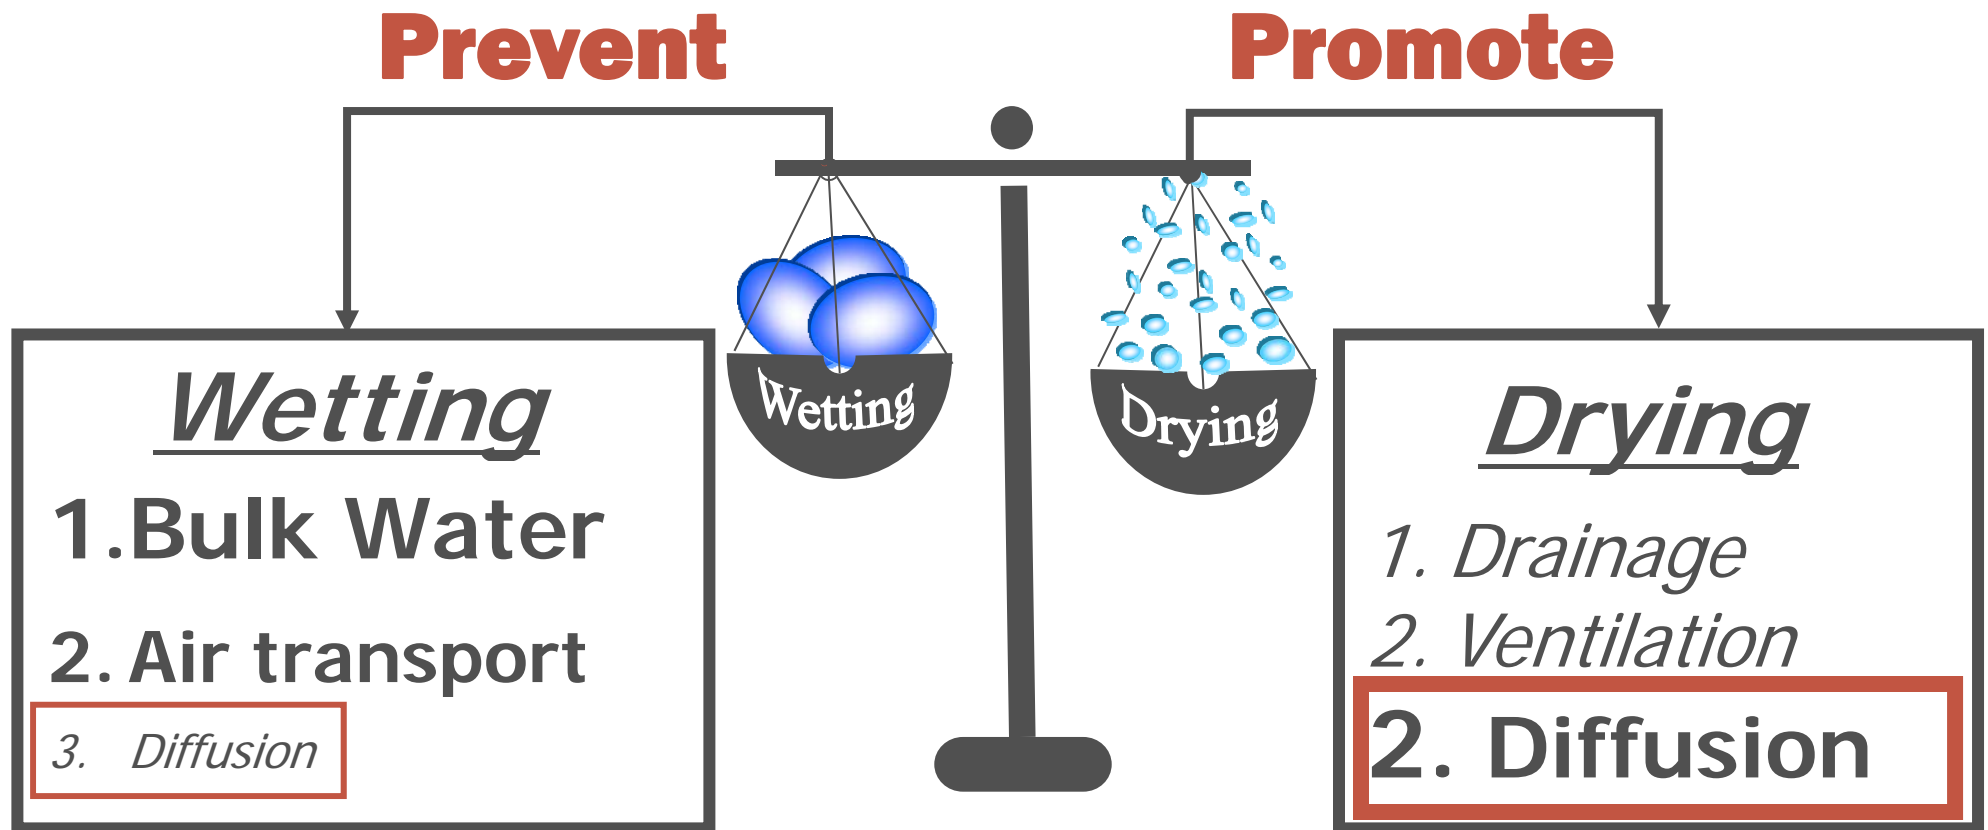 Prevent
Promote
Wetting
1.Bulk Water
2. Air transport
3. Diffusion
Wetting
Drying
Drying
1. Drainage
2. Ventilation
2. Diffusion